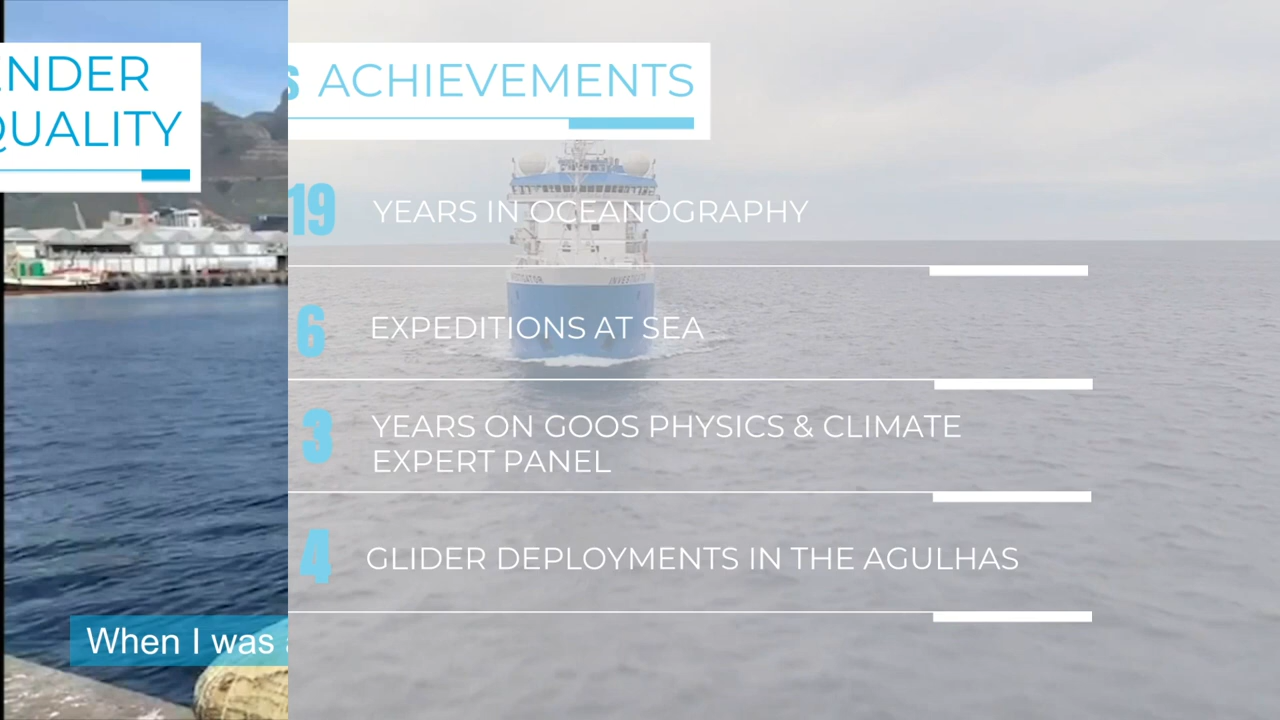 NDER
QUALITY
S ACHIEVEMENTS
19 YEARS IN OCEANOGRAPHY
6 EXPEDITIONS AT SEA
3 YEARS ON GOOS PHYSICS & CLIMATE
EXPERT PANEL
4 GLIDER DEPLOYMENTS IN THE AGULHAS
When I was